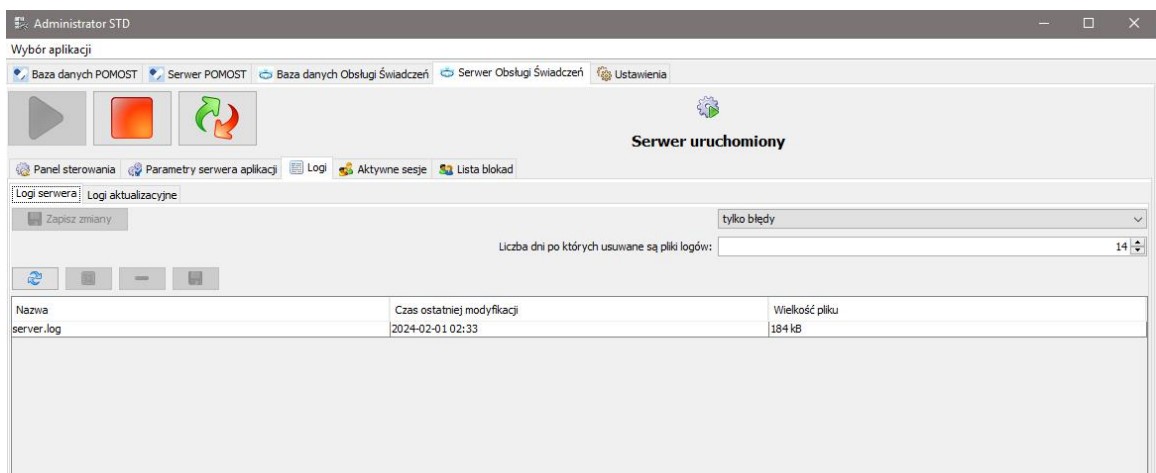 Administrator STD
Wybór aplikacji
Baza danych POMOST Serwer POMOST Baza danych Obsługi Świadczeń Serwer Obsługi Świadczeń Ustawienia
Serwer uruchomiony
Panel sterowania Parametry serwera aplikacji Logi Aktywne sesje Lista blokad
Logi serwera Logi aktualizacyjne
Zapisz zmiany tylko błędy
Liczba dni po których usuwane są pliki logów: 14
Nazwa Czas ostatniej modyfikacji Wielkość pliku
server.log 2024-02-01 02:33 184 kB